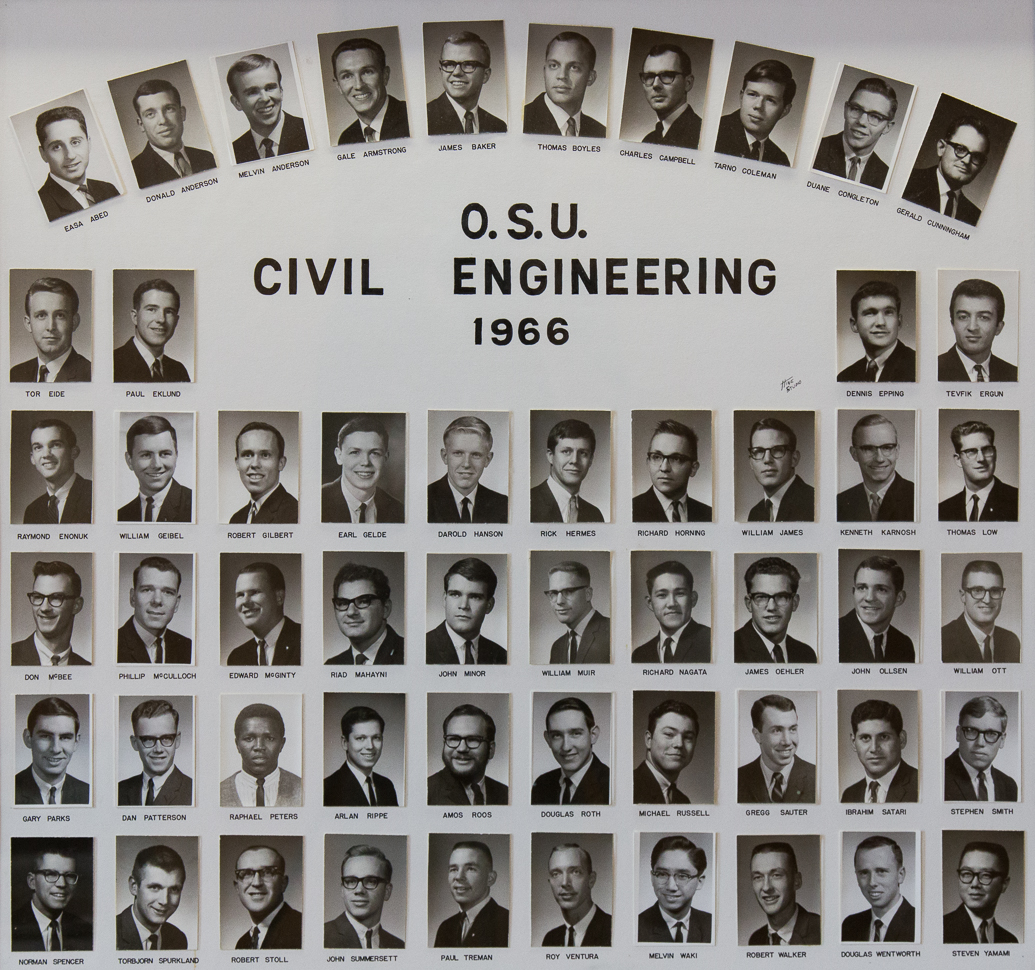 EASA ABED
DONALD ANDERSON
MELVIN ANDERSON
GALE ARMSTRONG
JAMES BAKER
THOMAS BOYLES
CHARLES CAMPBELL
TARNO COLEMAN
DUANE CONGLETON
GERALD CUNNINGHAM
O.S.U.
CIVIL ENGINEERING
1966
TOR EIDE
PAUL EKLUND
DENNIS EPPING
TEVFIK ERGUN
RAYMOND ENONUK
WILLIAM GEIBEL
ROBERT GILBERT
EARL GELDE
DAROLD HANSON
RICK HERMES
RICHARD HORNING
WILLIAM JAMES
KENNETH KARNOSH
THOMAS LOW
DON McBEE
PHILLIP McCULLOCH
EDWARD McGINTY
RIAD MAHAYNI
JOHN MINOR
WILLIAM MUIR
RICHARD NAGATA
JAMES OEHLER
JOHN OLLSEN
WILLIAM OTT
GARY PARKS
DAN PATTERSON
RAPHAEL PETERS
ARLAN RIPPE
AMOS ROOS
DOUGLAS ROTH
MICHAEL RUSSELL
GREGG SAUTER
IBRAHIM SATARI
STEPHEN SMITH
NORMAN SPENCER
TORBJORN SPURKLAND
ROBERT STOLL
JOHN SUMMERSETT
PAUL TREMAN
ROY VENTURA
MELVIN WAKI
ROBERT WALKER
DOUGLAS WENTWORTH
STEVEN YAMAMI